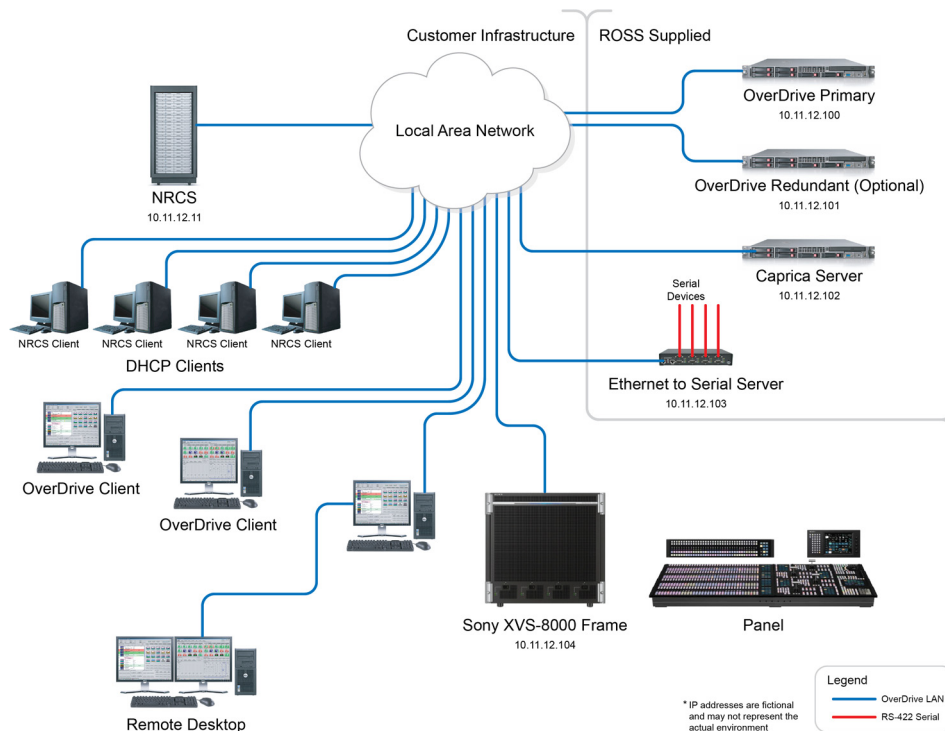 Customer Infrastructure
ROSS Supplied
Local Area Network
OverDrive Primary
10.11.12.100
OverDrive Redundant (Optional)
10.11.12.101
NRCS
10.11.12.11
Caprica Server
10.11.12.102
Serial
Devices
NRCS Client
NRCS Client
NRCS Client
NRCS Client
DHCP Clients
Ethernet to Serial Server
10.11.12.103
OverDrive Client
OverDrive Client
Sony XVS-8000 Frame
10.11.12.104
Panel
Remote Desktop
* IP addresses are fictional
and may not represent the
actual environment
Legend
OverDrive LAN
RS-422 Serial